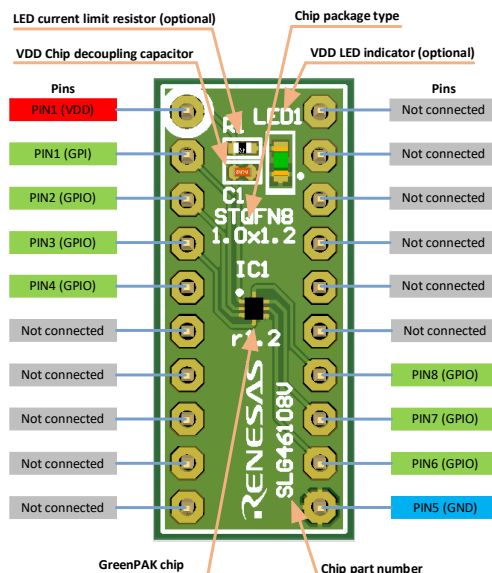 LED current limit resistor (optional)
Chip package type
VDD Chip decoupling capacitor
VDD LED indicator (optional)
Pins
Pins
PIN1 (VDD)
Not connected
PIN1 (GPI)
Not connected
PIN2 (GPIO)
Not connected
PIN3 (GPIO)
Not connected
PIN4 (GPIO)
Not connected
Not connected
Not connected
Not connected
PIN8 (GPIO)
Not connected
PIN7 (GPIO)
Not connected
PIN6 (GPIO)
Not connected
PIN5 (GND)
LED1
R1
C1
STQFN8
1.0x1.2
IC1
r1.2
RENESAS
SLG46108V
GreenPAK chip
Chip part number